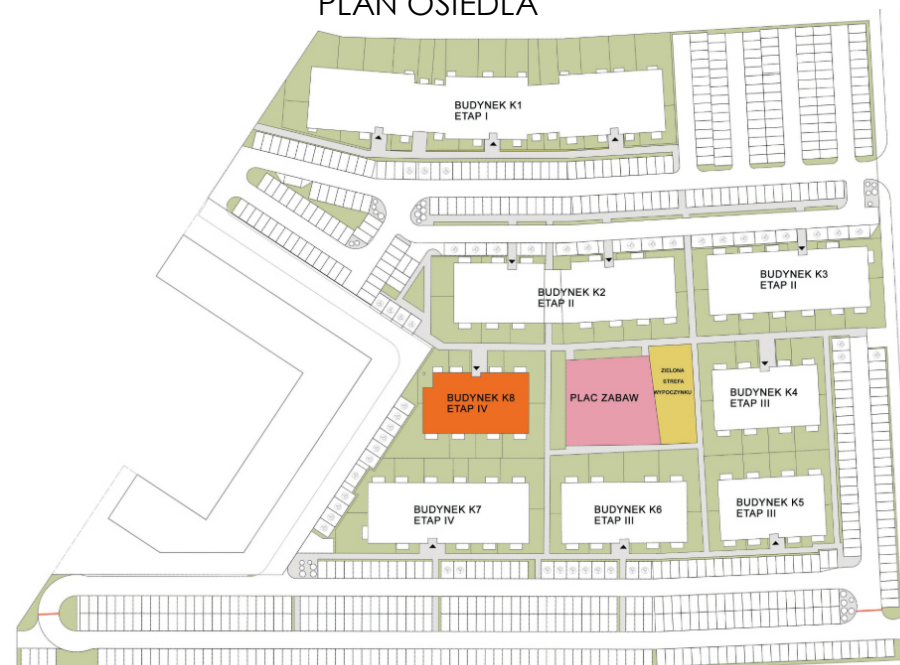 PLAN OSIEDLA
BUDYNEK K1
ETAP I
BUDYNEK K2
ETAP II
BUDYNEK K3
ETAP II
BUDYNEK K8
ETAP IV
PLAC ZABAW
ZIELONA
STREFA
WYPOCZYNKU
BUDYNEK K4
ETAP III
BUDYNEK K7
ETAP IV
BUDYNEK K6
ETAP III
BUDYNEK K5
ETAP III